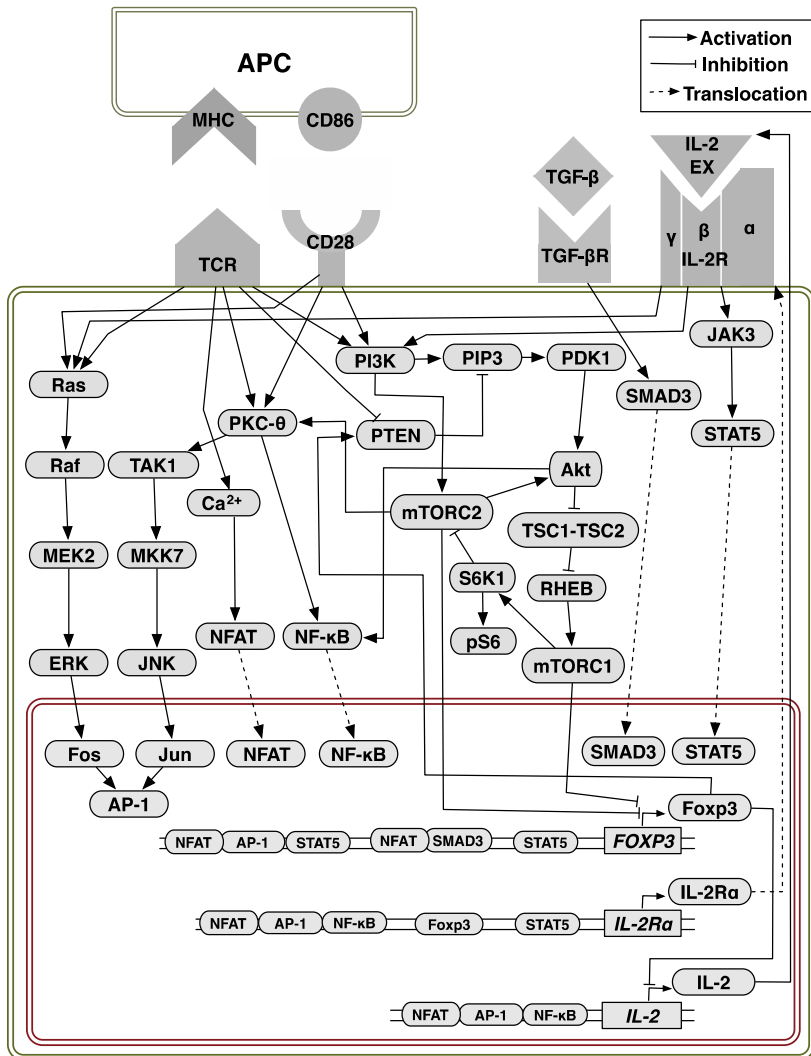 Activation
Inhibition
Translocation
APC
MHC
CD86
IL-2
EX
TGF-β
γ
β
α
IL-2R
TCR
CD28
TGF-βR
JAK3
PI3K
PIP3
PDK1
Ras
SMAD3
PKC-θ
PTEN
STAT5
Raf
TAK1
Akt
Ca2+
mTORC2
TSC1-TSC2
MEK2
MKK7
S6K1
RHEB
NFAT
NF-κB
pS6
ERK
JNK
mTORC1
Fos
Jun
NFAT
NF-κB
SMAD3
STAT5
AP-1
Foxp3
NFAT
AP-1
STAT5
NFAT
SMAD3
STAT5
FOXP3
IL-2Rα
NFAT
AP-1
NF-κB
Foxp3
STAT5
IL-2Rα
IL-2
NFAT
AP-1
NF-κB
IL-2